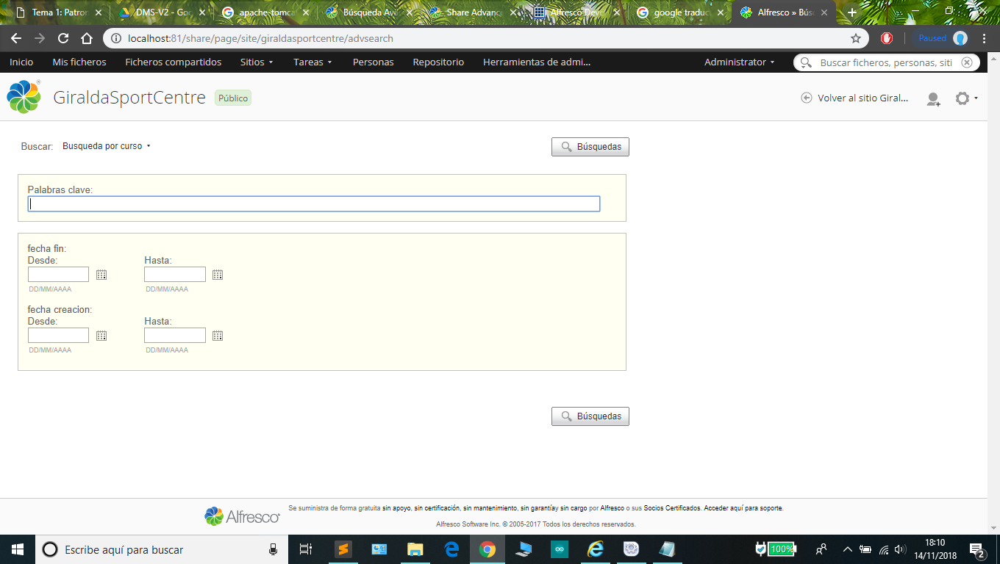 Tema 1: Patron
DMS-V2 - Goo
apache-tomca
Búsqueda Ava
Share Advance
Alfresco Deve
google traduc
Alfresco » Bús
localhost:81/share/page/site/giraldasportcentre/advsearch
Paused
Inicio Mis ficheros Ficheros compartidos Sitios Tareas Personas Repositorio Herramientas de admi... Administrator Buscar ficheros, personas, siti
GiraldaSportCentre Público Volver al sitio Giral...
Buscar: Busqueda por curso Búsquedas
Palabras clave:
fecha fin:
Desde: Hasta:
DD/MM/AAAA DD/MM/AAAA
fecha creacion:
Desde: Hasta:
DD/MM/AAAA DD/MM/AAAA
Búsquedas
Alfresco Se suministra de forma gratuita sin apoyo, sin certificación, sin mantenimiento, sin garantíay sin cargo por Alfresco o sus Socios Certificados. Acceder aquí para soporte.
Alfresco Software Inc. © 2005-2017 Todos los derechos reservados.
Escribe aquí para buscar
100%
18:10
14/11/2018
2